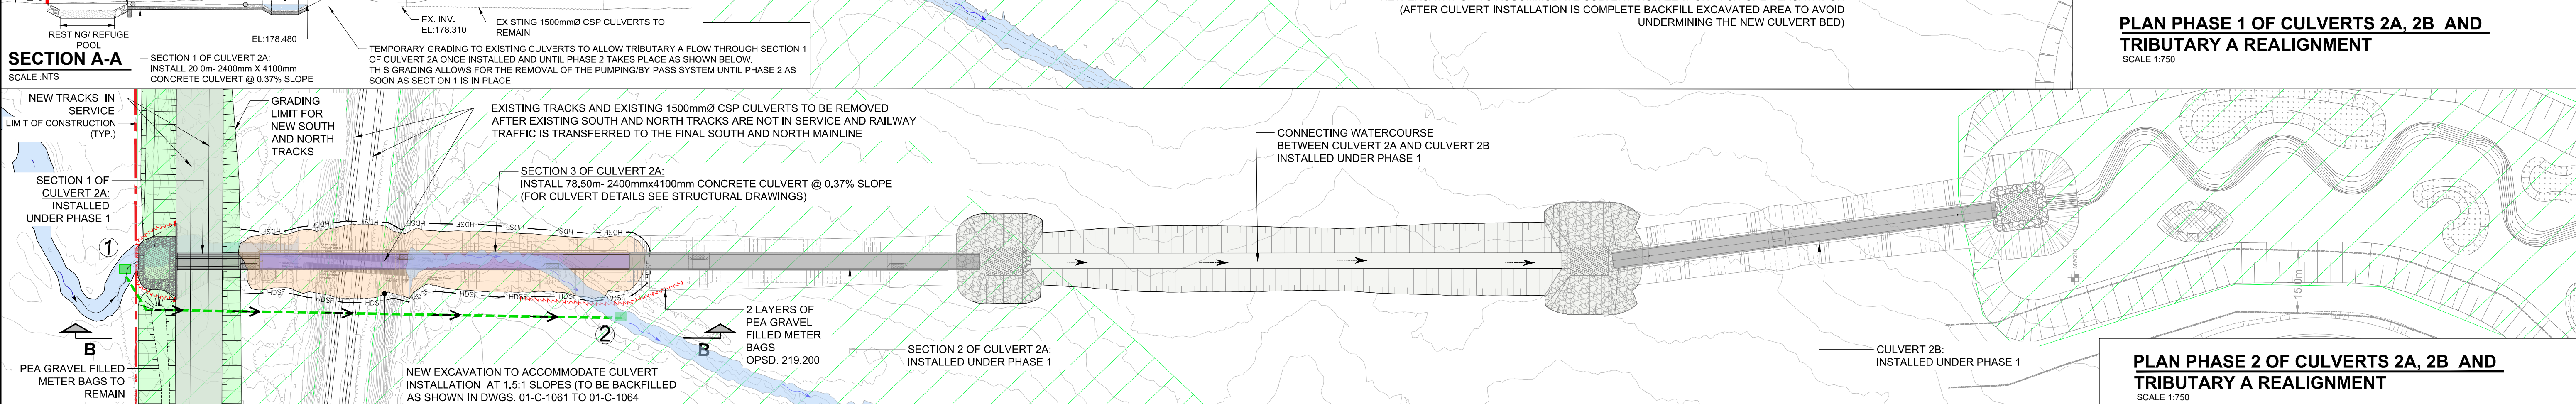 RESTING/ REFUGE
POOL
SECTION A-A
SCALE :NTS
EL:178.480
SECTION 1 OF CULVERT 2A:
INSTALL 20.0m- 2400mm X 4100mm
CONCRETE CULVERT @ 0.37% SLOPE
EX. INV.
EL:178.310
EXISTING 1500mmØ CSP CULVERTS TO
REMAIN
TEMPORARY GRADING TO EXISTING CULVERTS TO ALLOW TRIBUTARY A FLOW THROUGH SECTION 1
OF CULVERT 2A ONCE INSTALLED AND UNTIL PHASE 2 TAKES PLACE AS SHOWN BELOW.
THIS GRADING ALLOWS FOR THE REMOVAL OF THE PUMPING/BY-PASS SYSTEM UNTIL PHASE 2 AS
SOON AS SECTION 1 IS IN PLACE
(AFTER CULVERT INSTALLATION IS COMPLETE BACKFILL EXCAVATED AREA TO AVOID
UNDERMINING THE NEW CULVERT BED)
PLAN PHASE 1 OF CULVERTS 2A, 2B AND
TRIBUTARY A REALIGNMENT
SCALE 1:750
NEW TRACKS IN
SERVICE
LIMIT OF CONSTRUCTION
(TYP.)
GRADING
LIMIT FOR
NEW SOUTH
AND NORTH
TRACKS
EXISTING TRACKS AND EXISTING 1500mmØ CSP CULVERTS TO BE REMOVED
AFTER EXISTING SOUTH AND NORTH TRACKS ARE NOT IN SERVICE AND RAILWAY
TRAFFIC IS TRANSFERRED TO THE FINAL SOUTH AND NORTH MAINLINE
CONNECTING WATERCOURSE
BETWEEN CULVERT 2A AND CULVERT 2B
INSTALLED UNDER PHASE 1
SECTION 1 OF
CULVERT 2A:
INSTALLED
UNDER PHASE 1
SECTION 3 OF CULVERT 2A:
INSTALL 78.50m- 2400mmx4100mm CONCRETE CULVERT @ 0.37% SLOPE
(FOR CULVERT DETAILS SEE STRUCTURAL DRAWINGS)
HDSF
HDSF
HDSF
HDSF
HDSF
HDSF
1
HDSF
HDSF
HDSF
HDSF
HDSF
HDSF
HDSF
2
B
B
2 LAYERS OF
PEA GRAVEL
FILLED METER
BAGS
OPSD. 219.200
SECTION 2 OF CULVERT 2A:
INSTALLED UNDER PHASE 1
CULVERT 2B:
INSTALLED UNDER PHASE 1
15.0m
PEA GRAVEL FILLED
METER BAGS TO
REMAIN
NEW EXCAVATION TO ACCOMMODATE CULVERT
INSTALLATION AT 1.5:1 SLOPES (TO BE BACKFILLED
AS SHOWN IN DWGS. 01-C-1061 TO 01-C-1064
PLAN PHASE 2 OF CULVERTS 2A, 2B AND
TRIBUTARY A REALIGNMENT
SCALE 1:750